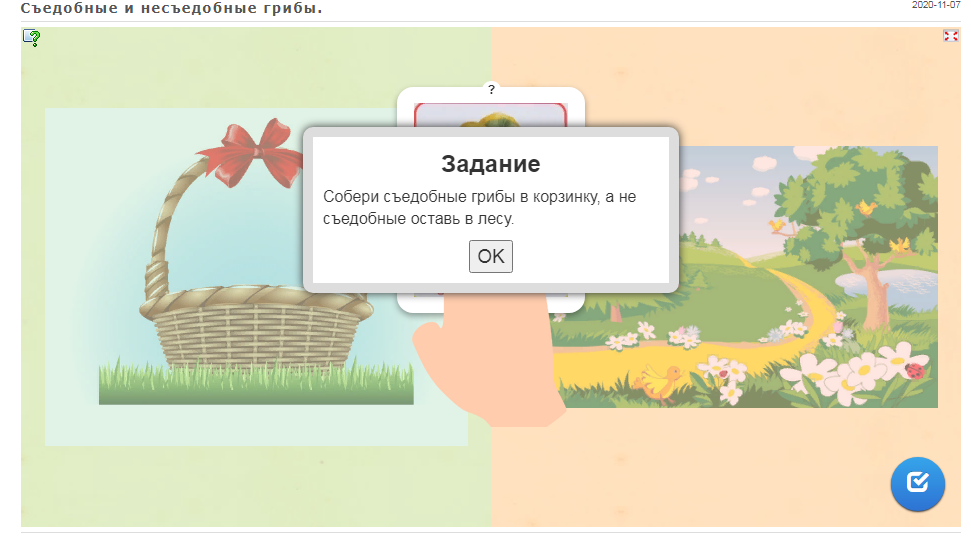 Съедобные и несъедобные грибы.
2020-11-07
?
?
Задание
Собери съедобные грибы в корзинку, а не
съедобные оставь в лесу.
OK